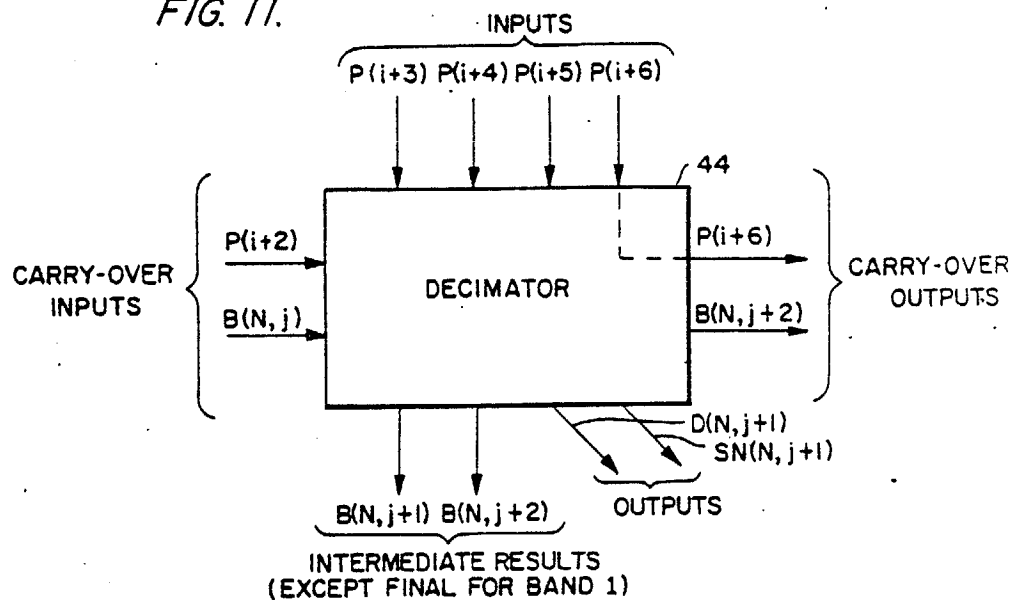 FIG. 11.
INPUTS
P(i+3) P(i+4) P(i+5) P(i+6)
44
P(i+2)
P(i+6)
CARRY-OVER
INPUTS
DECIMATOR
CARRY-OVER
OUTPUTS
B(N,j)
B(N,j+2)
D(N,j+1)
SN(N,j+1)
OUTPUTS
B(N,j+1) B(N,j+2)
INTERMEDIATE RESULTS
(EXCEPT FINAL FOR BAND 1)